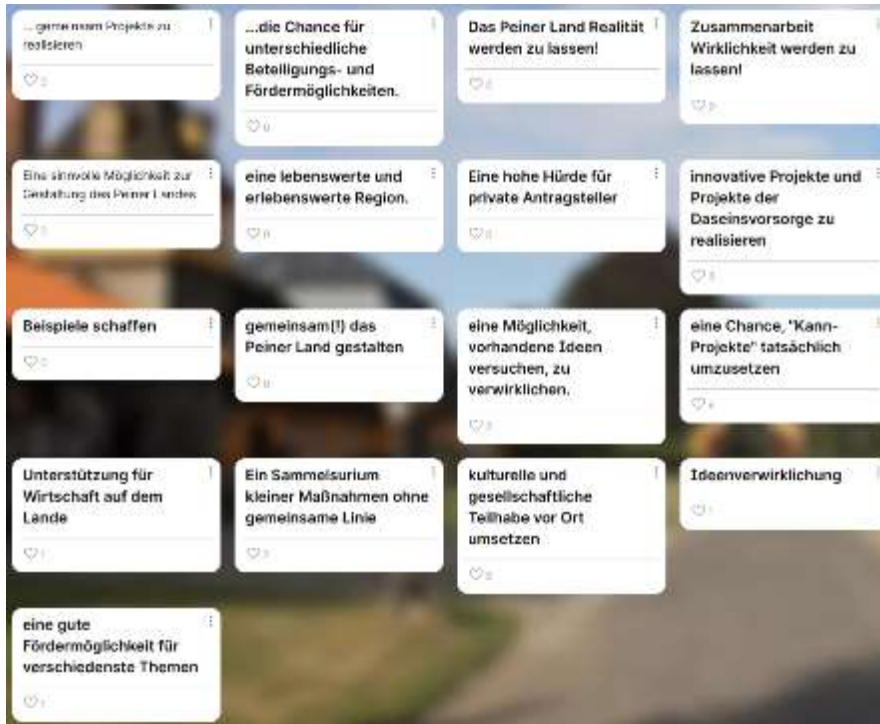 ... gemeinsam Projekte zu
realisieren
...die Chance für
unterschiedliche
Beteiligungs- und
Fördermöglichkeiten.
Das Peiner Land Realität
werden zu lassen!
Zusammenarbeit
Wirklichkeit werden zu
lassen!
Eine sinnvolle Möglichkeit zur
Gestaltung des Peiner Landes
eine lebenswerte und
erlebenswerte Region.
Eine hohe Hürde für
private Antragsteller
innovative Projekte und
Projekte der
Daseinsvorsorge zu
realisieren
Beispiele schaffen
gemeinsam(!) das
Peiner Land gestalten
eine Möglichkeit,
vorhandene Ideen
versuchen, zu
verwirklichen.
eine Chance, "Kann-
Projekte" tatsächlich
umzusetzen
Unterstützung für
Wirtschaft auf dem
Lande
Ein Sammelsurium
kleiner Maßnahmen ohne
gemeinsame Linie
kulturelle und
gesellschaftliche
Teilhabe vor Ort
umsetzen
Ideenverwirklichung
eine gute
Fördermöglichkeit für
verschiedenste Themen